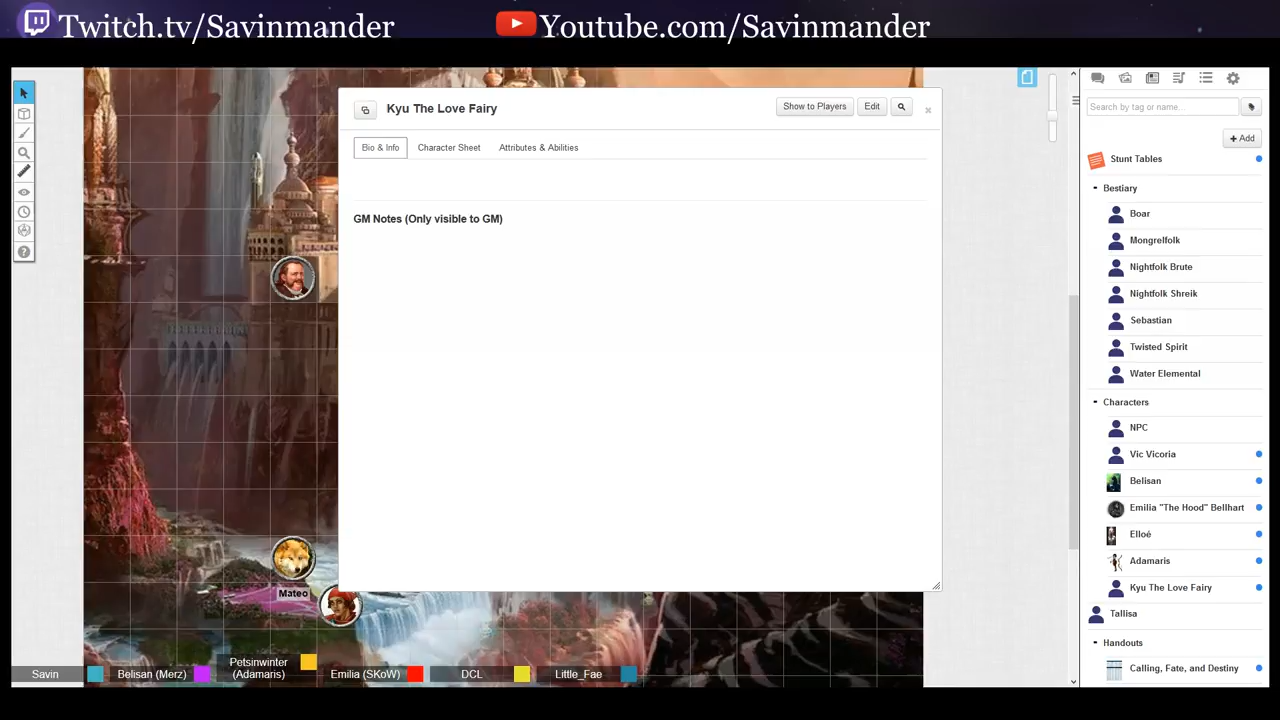 Twitch.tv/Savinmander
Youtube.com/Savinmander
Kyu The Love Fairy
Show to Players
Edit
Bio & Info
Character Sheet
Attributes & Abilities
GM Notes (Only visible to GM)
Mateo
Savin
Belisan (Merz)
Petsinwinter
(Adamaris)
Emilia (SKoW)
DCL
Little_Fae
Search by tag or name...
+ Add
Stunt Tables
Bestiary
Boar
Mongrelfolk
Nightfolk Brute
Nightfolk Shreik
Sebastian
Twisted Spirit
Water Elemental
Characters
NPC
Vic Vicoria
Belisan
Emilia "The Hood" Bellhart
Elloé
Adamaris
Kyu The Love Fairy
Tallisa
Handouts
Calling, Fate, and Destiny